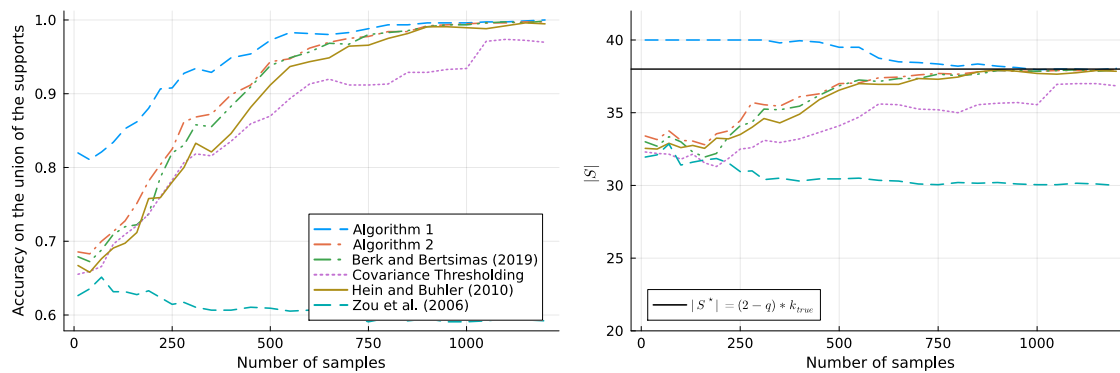 Accuracy on the union of the supports
1.0
0.9
0.8
0.7
0.6
0
250
500
750
1000
Number of samples
Algorithm 1
Algorithm 2
Berk and Bertsimas (2019)
Covariance Thresholding
Hein and Buhler (2010)
Zou et al. (2006)
|S|
40
35
30
25
20
0
250
500
750
1000
Number of samples
|S⋆| = (2 − q) * k_true